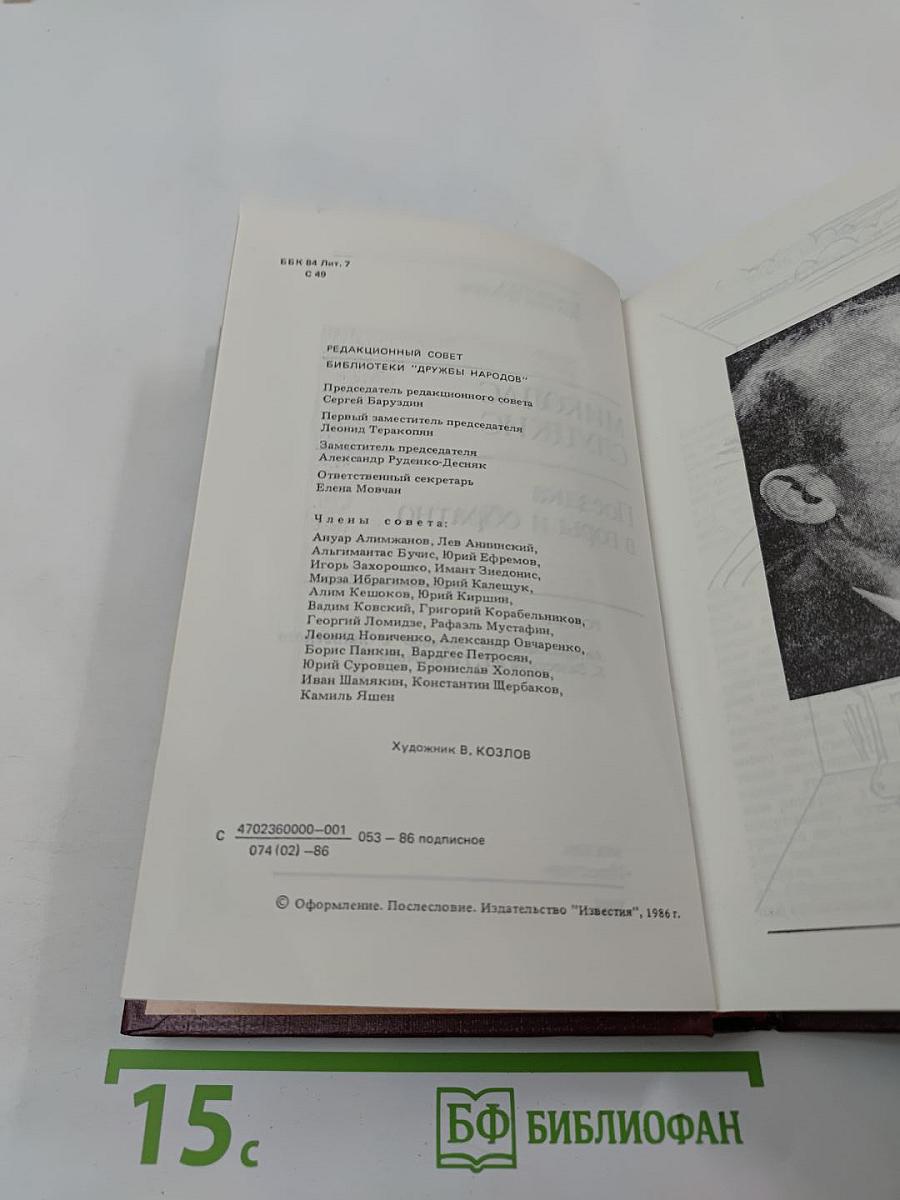 ББК 84 Лит. 7
С 49
РЕДАКЦИОННЫЙ СОВЕТ
БИБЛИОТЕКИ "ДРУЖБЫ НАРОДОВ"
Председатель редакционного совета
Сергей Баруздин
Первый заместитель председателя
Леонид Теракопян
Заместитель председателя
Александр Руденко-Десняк
Ответственный секретарь
Елена Мовчан
Члены совета:
Ануар Алимжанов, Лев Аннинский,
Альгимантас Бучис, Юрий Ефремов,
Игорь Захорошко, Имант Зиедонис,
Мирза Ибрагимов, Юрий Калещук,
Алим Кешоков, Юрий Киршин,
Вадим Ковский, Григорий Корабельников,
Георгий Ломидзе, Рафаэль Мустафин,
Леонид Новиченко, Александр Овчаренко,
Борис Панкин, Вардгес Петросян,
Юрий Суровцев, Бронислав Холопов,
Иван Шамякин, Константин Щербаков,
Камиль Яшен
Художник В. КОЗЛОВ
С 4702360000—001 053 — 86 подписное
074 (02) —86
© Оформление. Послесловие. Издательство "Известия", 1986 г.
15 с
БФ БИБЛИОФАН